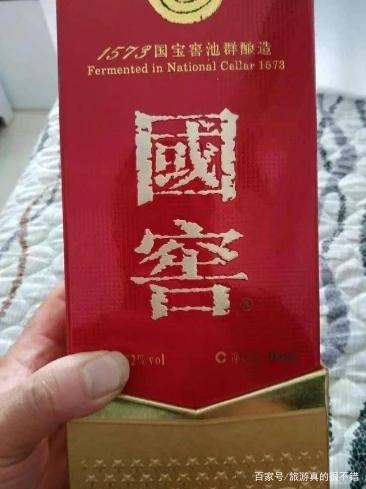 1573国宝窖池群酿造
Fermented in National Cellar 1573
國
窖
®
2%vol
百家号/旅游真的很不错